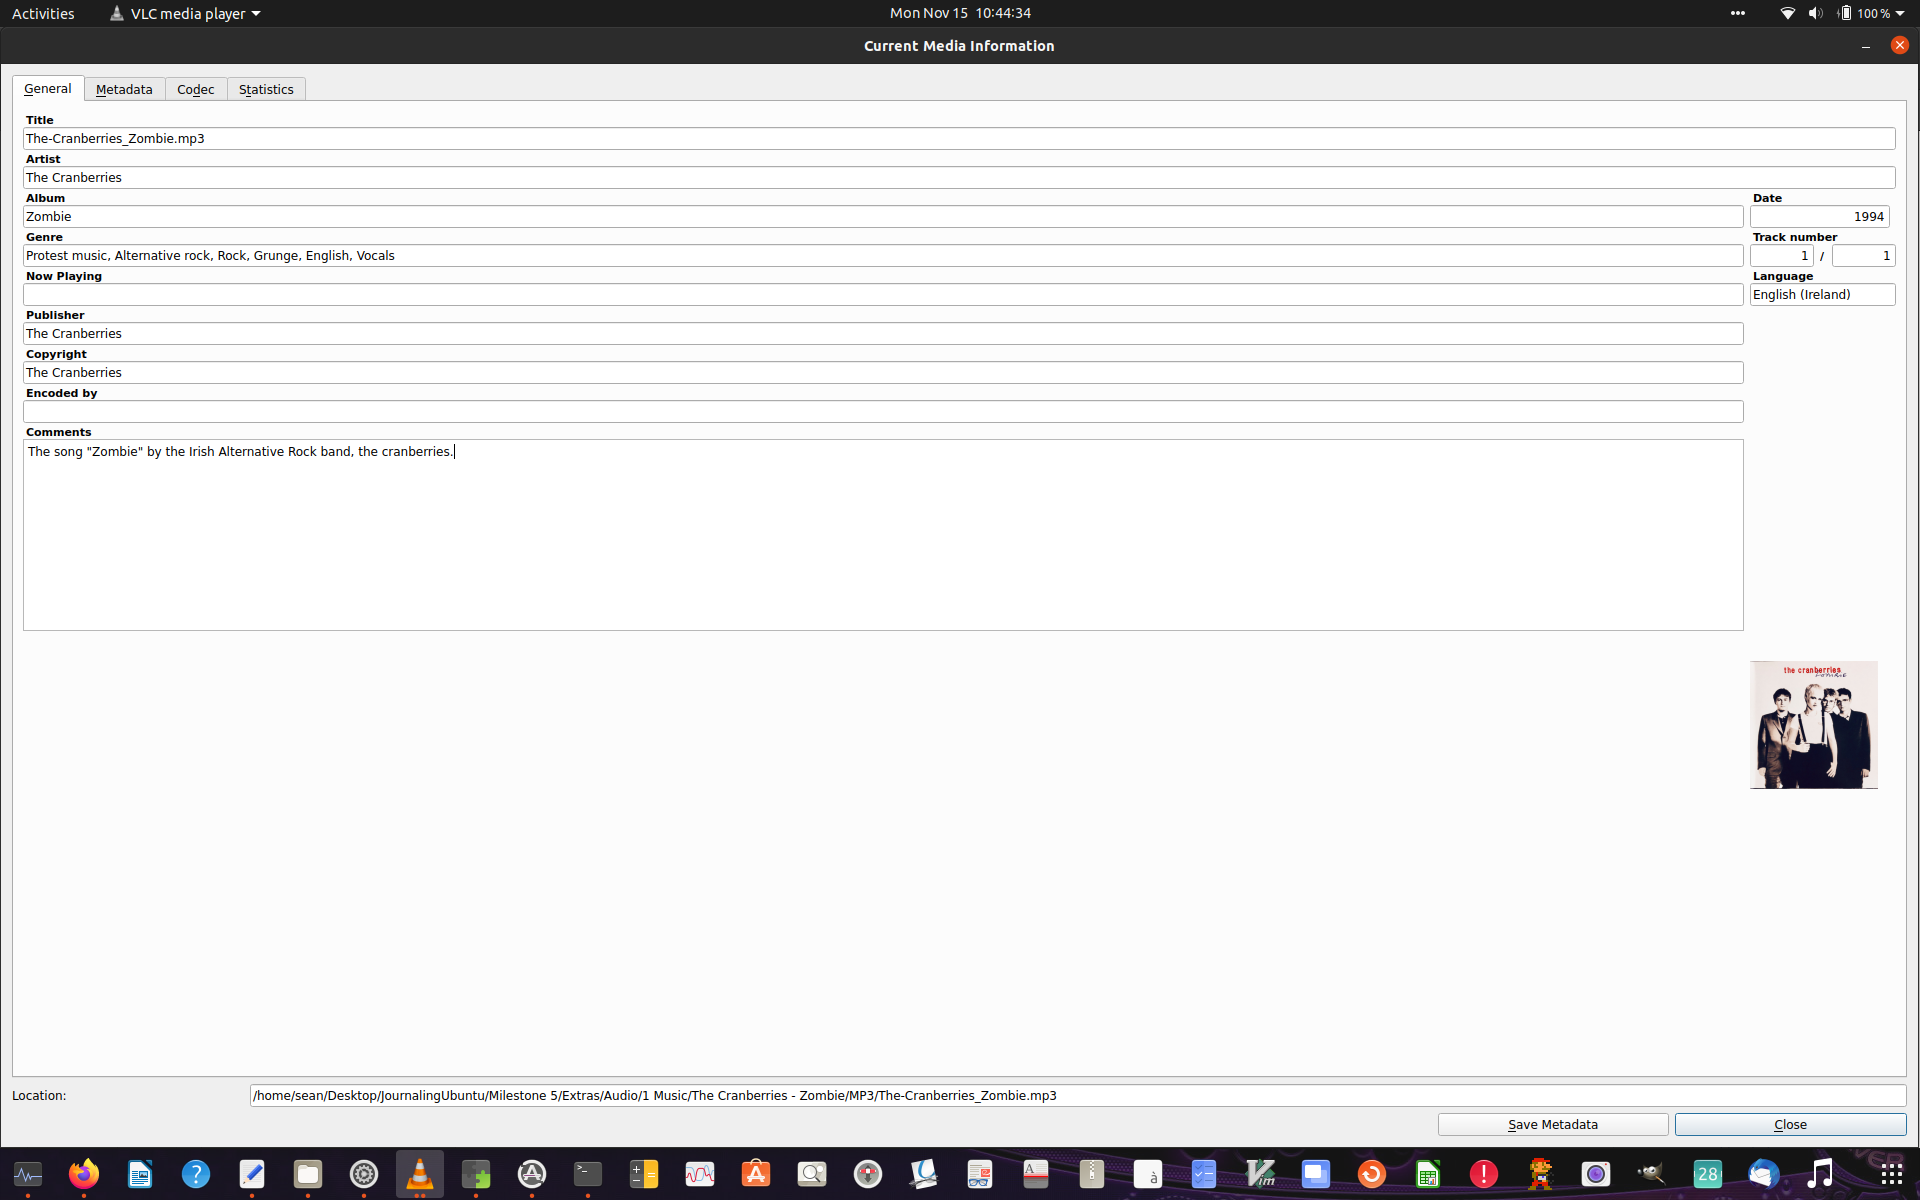 Activities VLC media player Mon Nov 15 10:44:34 100 %
Current Media Information
General Metadata Codec Statistics
Title
The-Cranberries_Zombie.mp3
Artist
The Cranberries
Album Date
Zombie 1994
Genre Track number
Protest music, Alternative rock, Rock, Grunge, English, Vocals 1 / 1
Now Playing Language
English (Ireland)
Publisher
The Cranberries
Copyright
The Cranberries
Encoded by
Comments
The song "Zombie" by the Irish Alternative Rock band, the cranberries.
the cranberries
Location: /home/sean/Desktop/JournalingUbuntu/Milestone 5/Extras/Audio/1 Music/The Cranberries - Zombie/MP3/The-Cranberries_Zombie.mp3
Save Metadata Close
28